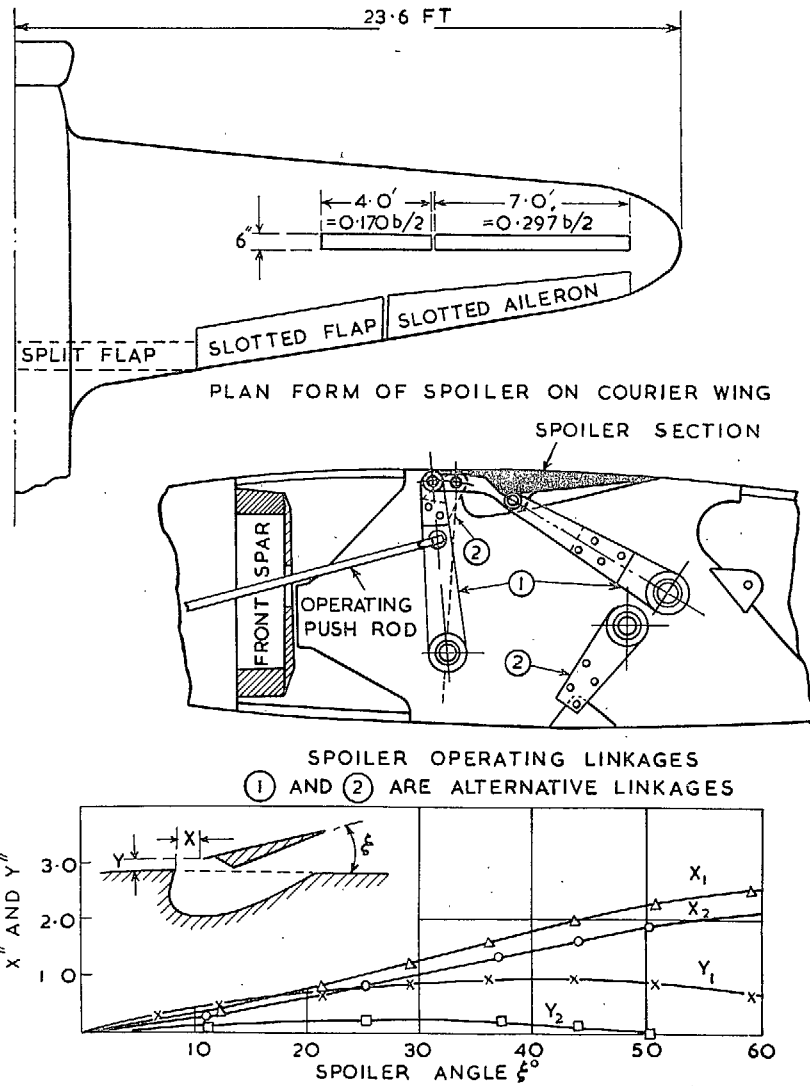 23·6 FT
4·0' 7·0'
=0·170 b/2 =0·297 b/2
6"
SLOTTED AILERON
SLOTTED FLAP
SPLIT FLAP
PLAN FORM OF SPOILER ON COURIER WING
SPOILER SECTION
FRONT SPAR
OPERATING
PUSH ROD
2
1
2
SPOILER OPERATING LINKAGES
1 AND 2 ARE ALTERNATIVE LINKAGES
X" AND Y"
3·0
2·0
1 0
X
Y
ξ°
X1
X2
Y1
Y2
10 20 30 40 50 60
SPOILER ANGLE ξ°